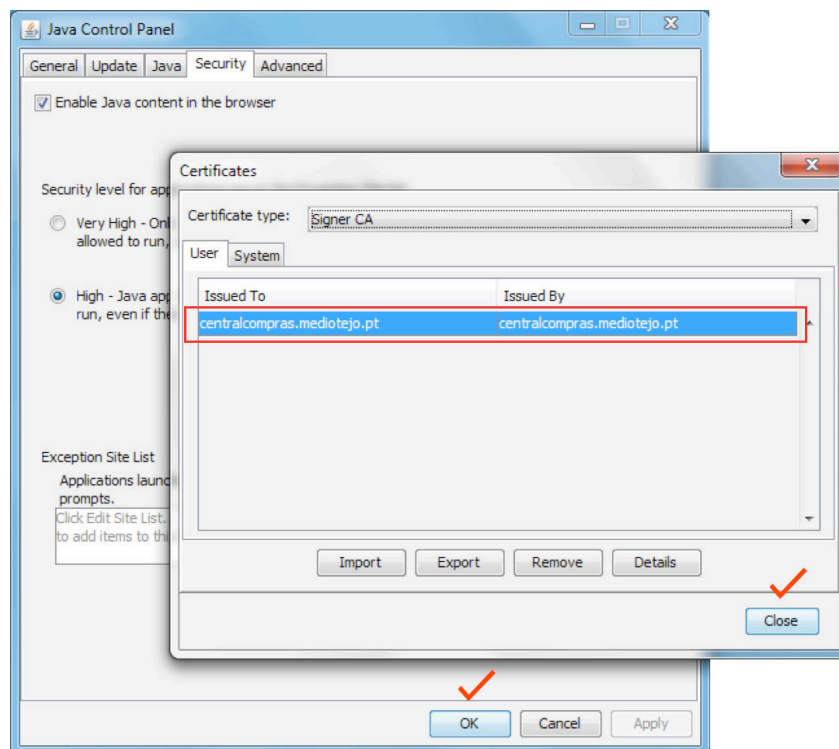 Java Control Panel
General Update Java Security Advanced
Enable Java content in the browser
Security level for app
Very High - Onl
allowed to run,
High - Java app
run, even if the
Exception Site List
Applications launc
prompts.
Click Edit Site List.
to add items to thi
OK Cancel Apply
Certificates
Certificate type: Signer CA
User System
Issued To Issued By
centralcompras.mediotejo.pt centralcompras.mediotejo.pt
Import Export Remove Details
Close